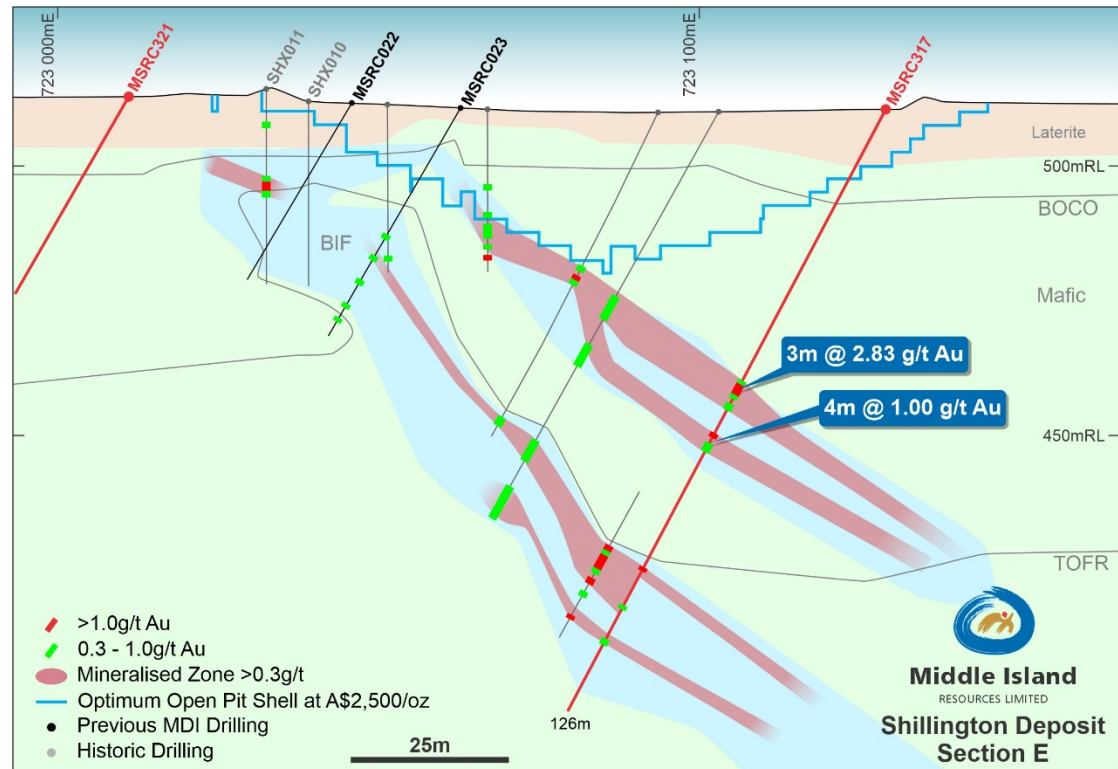 723 000mE
MSRC321
SHX011
SHX010
MSRC022
MSRC023
723 100mE
MSRC317
Laterite
500mRL
BOCO
BIF
Mafic
3m @ 2.83 g/t Au
4m @ 1.00 g/t Au
450mRL
TOFR
>1.0g/t Au
0.3 - 1.0g/t Au
Mineralised Zone >0.3g/t
Optimum Open Pit Shell at A$2,500/oz
Previous MDI Drilling
Historic Drilling
25m
126m
Middle Island
RESOURCES LIMITED
Shillington Deposit
Section E